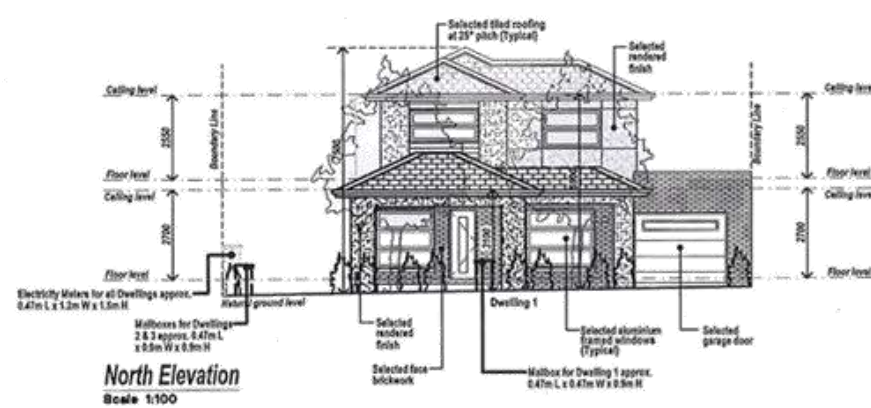 Selected tiled roofing
at 25° pitch (Typical)
Selected
rendered
finish
Ceiling level
Ceiling level
2550
Boundary Line
Boundary Line
2550
Floor level
Floor level
Ceiling level
Ceiling level
2700
2100
2700
Floor level
Floor level
Electricity Meters for all Dwellings approx.
0.47m L x 1.2m W x 1.5m H
Natural ground level
Dwelling 1
Mailboxes for Dwellings
2 & 3 approx. 0.47m L
x 0.9m W x 0.9m H
Selected
rendered
finish
Selected aluminium
framed windows
(Typical)
Selected
garage door
Selected face
brickwork
Mailbox for Dwelling 1 approx.
0.47m L x 0.47m W x 0.9m H
North Elevation
Scale 1:100